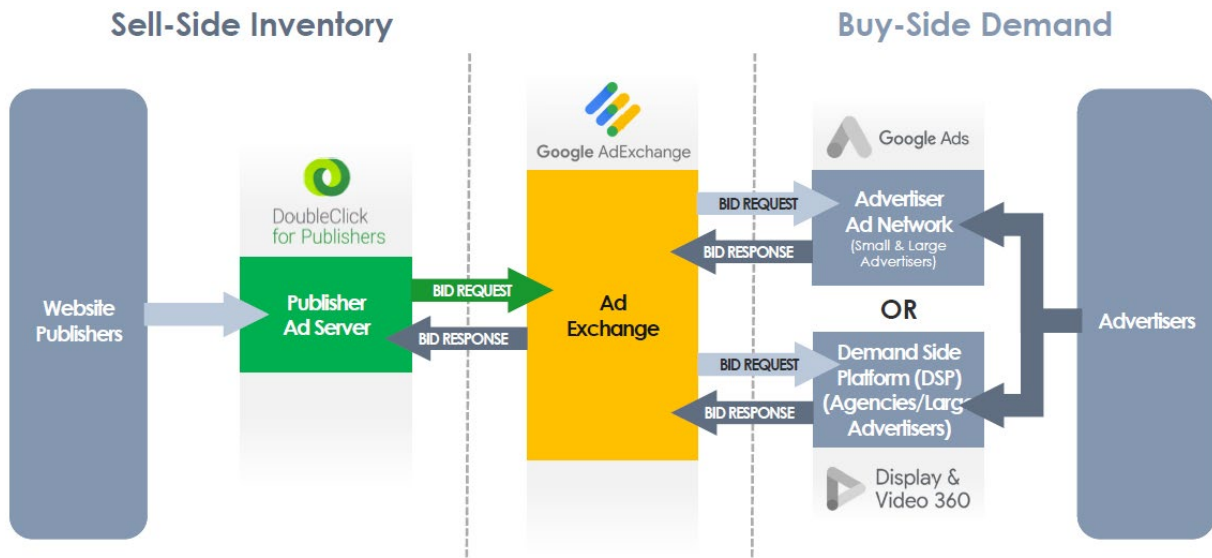 Sell-Side Inventory
Buy-Side Demand
Website
Publishers
DoubleClick
for Publishers
Publisher
Ad Server
BID REQUEST
BID RESPONSE
Google AdExchange
Ad
Exchange
BID REQUEST
BID RESPONSE
BID REQUEST
BID RESPONSE
Google Ads
Advertiser
Ad Network
(Small & Large
Advertisers)
OR
Demand Side
Platform (DSP)
(Agencies/Large
Advertisers)
Display &
Video 360
Advertisers